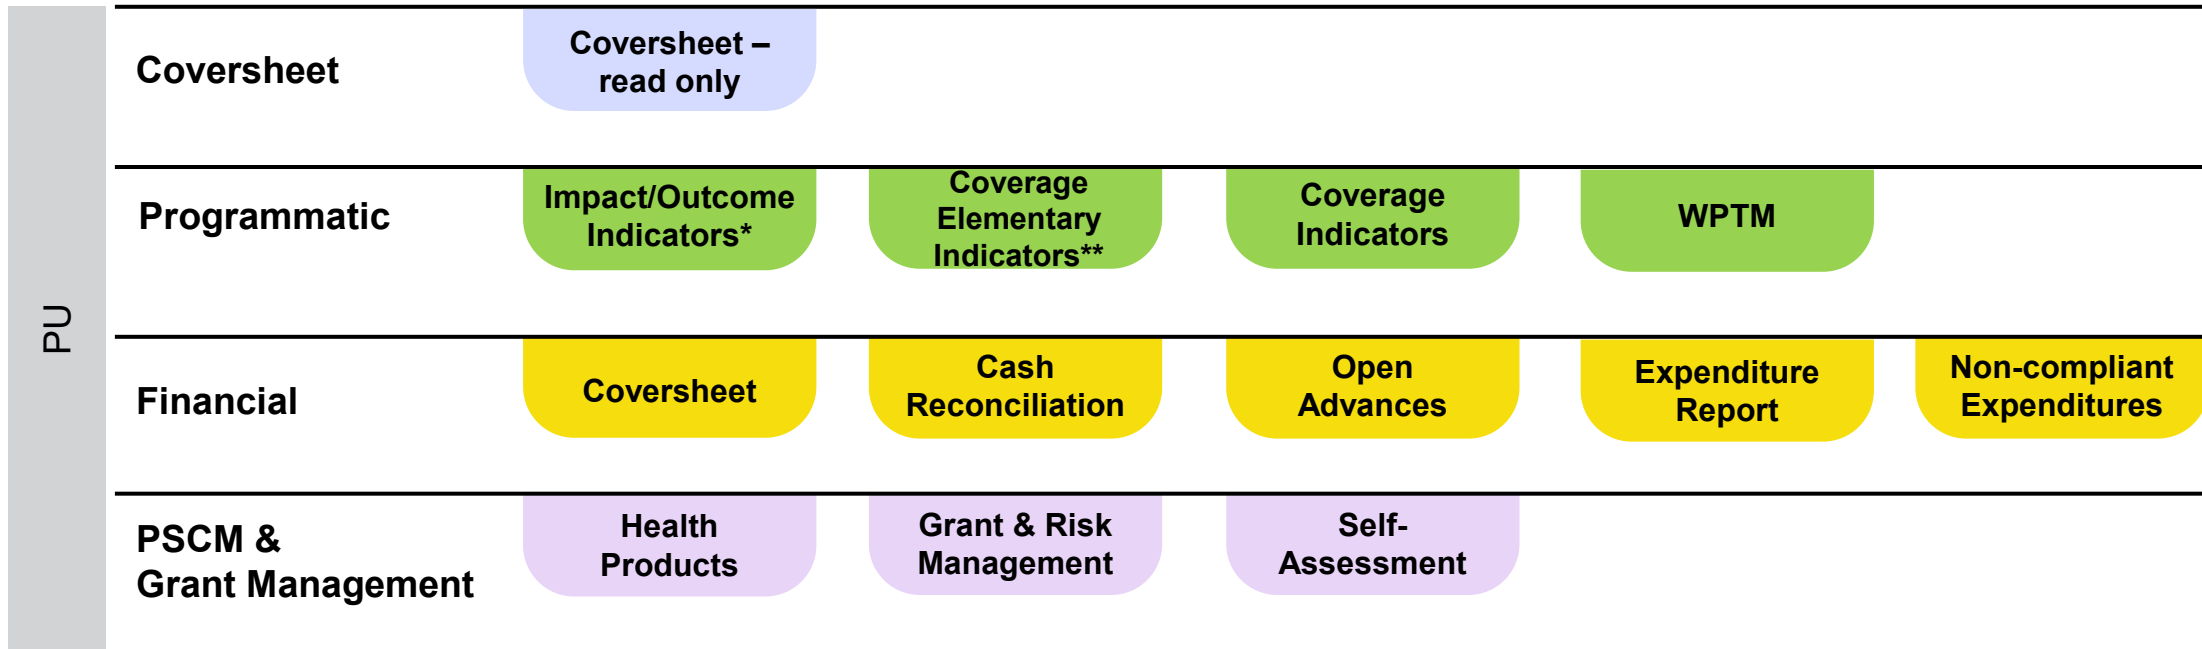 PU
Coversheet
Coversheet –
read only
Programmatic
Impact/Outcome
Indicators*
Coverage
Elementary
Indicators**
Coverage
Indicators
WPTM
Financial
Coversheet
Cash
Reconciliation
Open
Advances
Expenditure
Report
Non-compliant
Expenditures
PSCM &
Grant Management
Health
Products
Grant & Risk
Management
Self-
Assessment